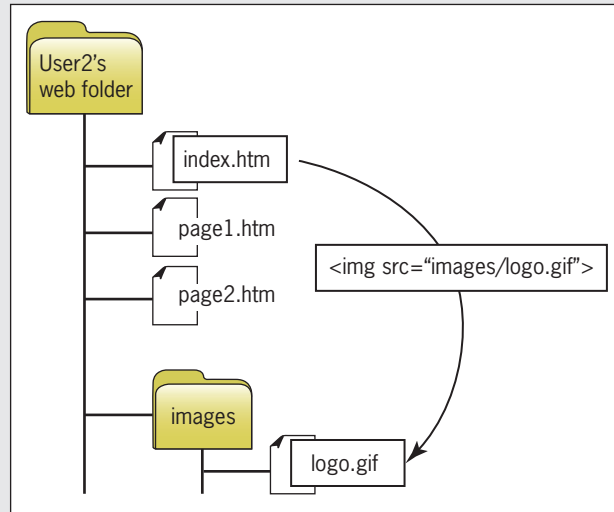 User2's
web folder
index.htm
page1.htm
<img src=“images/logo.gif”>
page2.htm
images
logo.gif